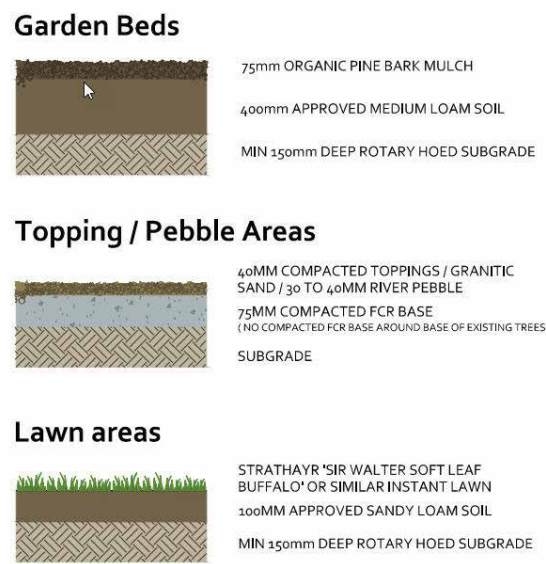 Garden Beds
75mm ORGANIC PINE BARK MULCH
400mm APPROVED MEDIUM LOAM SOIL
MIN 150mm DEEP ROTARY HOED SUBGRADE
Topping / Pebble Areas
40MM COMPACTED TOPPINGS / GRANITIC
SAND / 30 TO 40MM RIVER PEBBLE
75MM COMPACTED FCR BASE
( NO COMPACTED FCR BASE AROUND BASE OF EXISTING TREES
SUBGRADE
Lawn areas
STRATHAYR 'SIR WALTER SOFT LEAF
BUFFALO' OR SIMILAR INSTANT LAWN
100MM APPROVED SANDY LOAM SOIL
MIN 150mm DEEP ROTARY HOED SUBGRADE